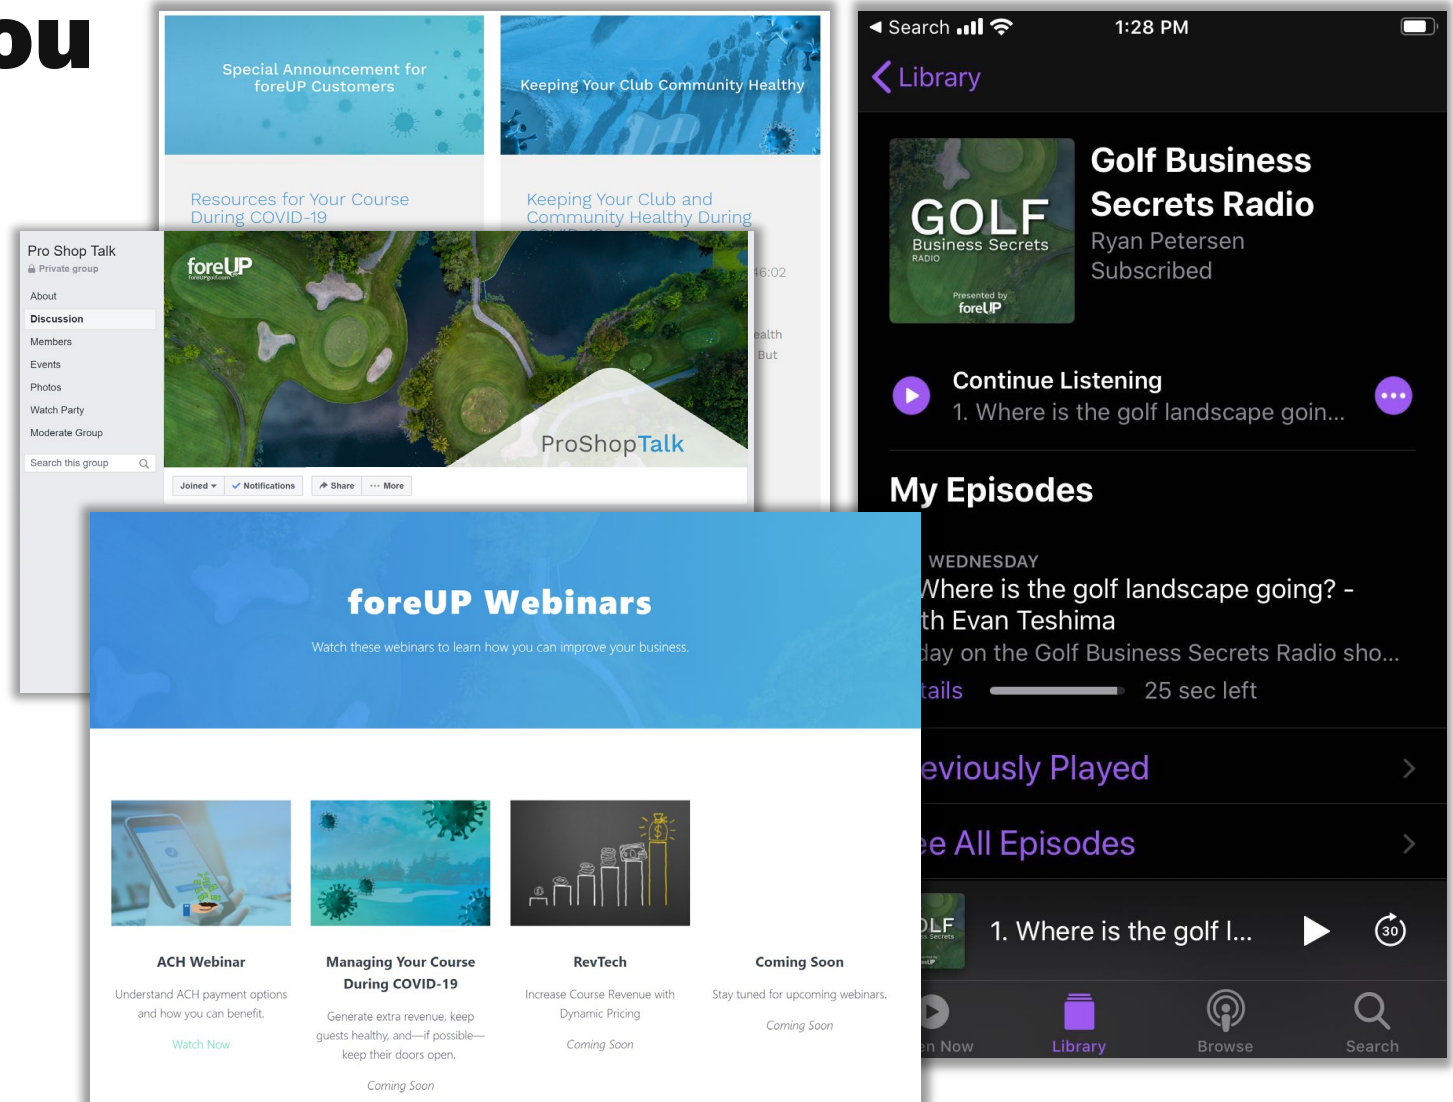 Special Announcement for
foreUP Customers
Keeping Your Club Community Healthy
Resources for Your Course
During COVID-19
Keeping Your Club and
Community Healthy During
46:02
But
Pro Shop Talk
Private group
About
Discussion
Members
Events
Photos
Watch Party
Moderate Group
Search this group
foreUP
foreUPgolf.com
ProShopTalk
Joined
Notifications
Share
More
foreUP Webinars
Watch these webinars to learn how you can improve your business.
ACH Webinar
Understand ACH payment options
and how you can benefit.
Watch Now
Managing Your Course
During COVID-19
Generate extra revenue, keep
guests healthy, and—if possible—
keep their doors open.
Coming Soon
RevTech
Increase Course Revenue with
Dynamic Pricing
Coming Soon
Coming Soon
Stay tuned for upcoming webinars.
Coming Soon
Search
1:28 PM
Library
GOLF
Business Secrets
RADIO
Presented by
foreUP
Golf Business
Secrets Radio
Ryan Petersen
Subscribed
Continue Listening
1. Where is the golf landscape goin...
My Episodes
WEDNESDAY
Where is the golf landscape going? -
th Evan Teshima
day on the Golf Business Secrets Radio sho...
tails
25 sec left
eviously Played
ee All Episodes
1. Where is the golf l...
30
en Now
Library
Browse
Search